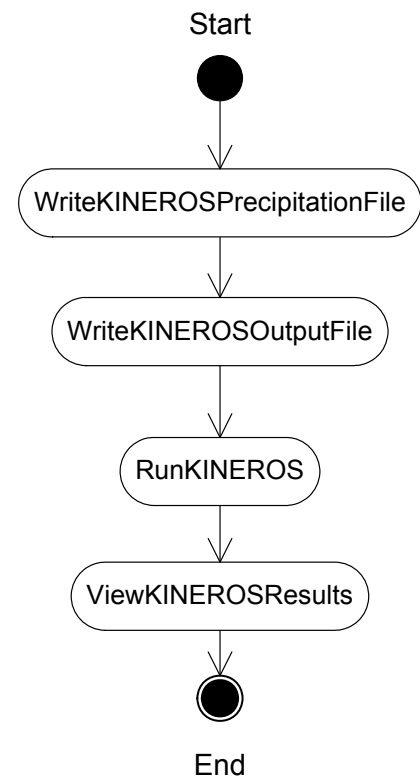 Start
WriteKINEROSPrecipitationFile
WriteKINEROSOutputFile
RunKINEROS
ViewKINEROSResults
End